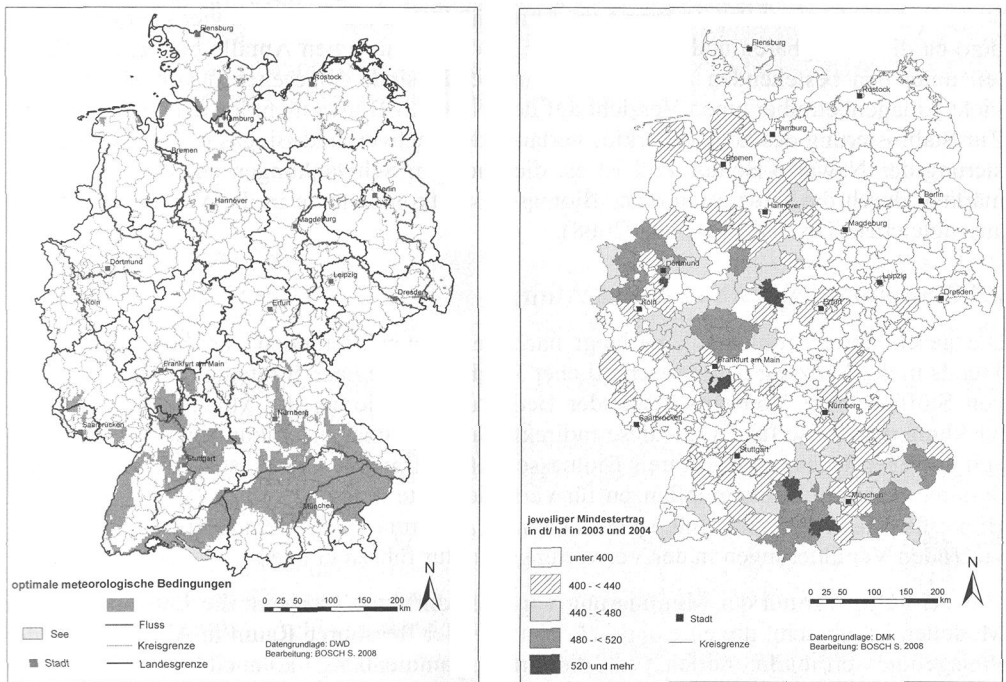 Flensburg
Rostock
Hamburg
Bremen
Berlin
Hannover
Magdeburg
Dortmund
Leipzig
Köln
Erfurt
Dresden
Frankfurt am Main
Saarbrücken
Nürnberg
Stuttgart
München
optimale meteorologische Bedingungen
See
Stadt
Fluss
Kreisgrenze
Landesgrenze
N
0 25 50 100 150 200
km
Datengrundlage: DWD
Bearbeitung: BOSCH S. 2008
Flensburg
Rostock
Hamburg
Bremen
Berlin
Hannover
Magdeburg
Dortmund
Leipzig
Köln
Erfurt
Dresden
Frankfurt am Main
Saarbrücken
Nürnberg
Stuttgart
München
jeweiliger Mindestertrag
in dt/ ha in 2003 und 2004
unter 400
400 - < 440
440 - < 480
480 - < 520
520 und mehr
N
0 25 50 100 150 200
km
Stadt
Kreisgrenze
Datengrundlage: DMK
Bearbeitung: BOSCH S. 2008